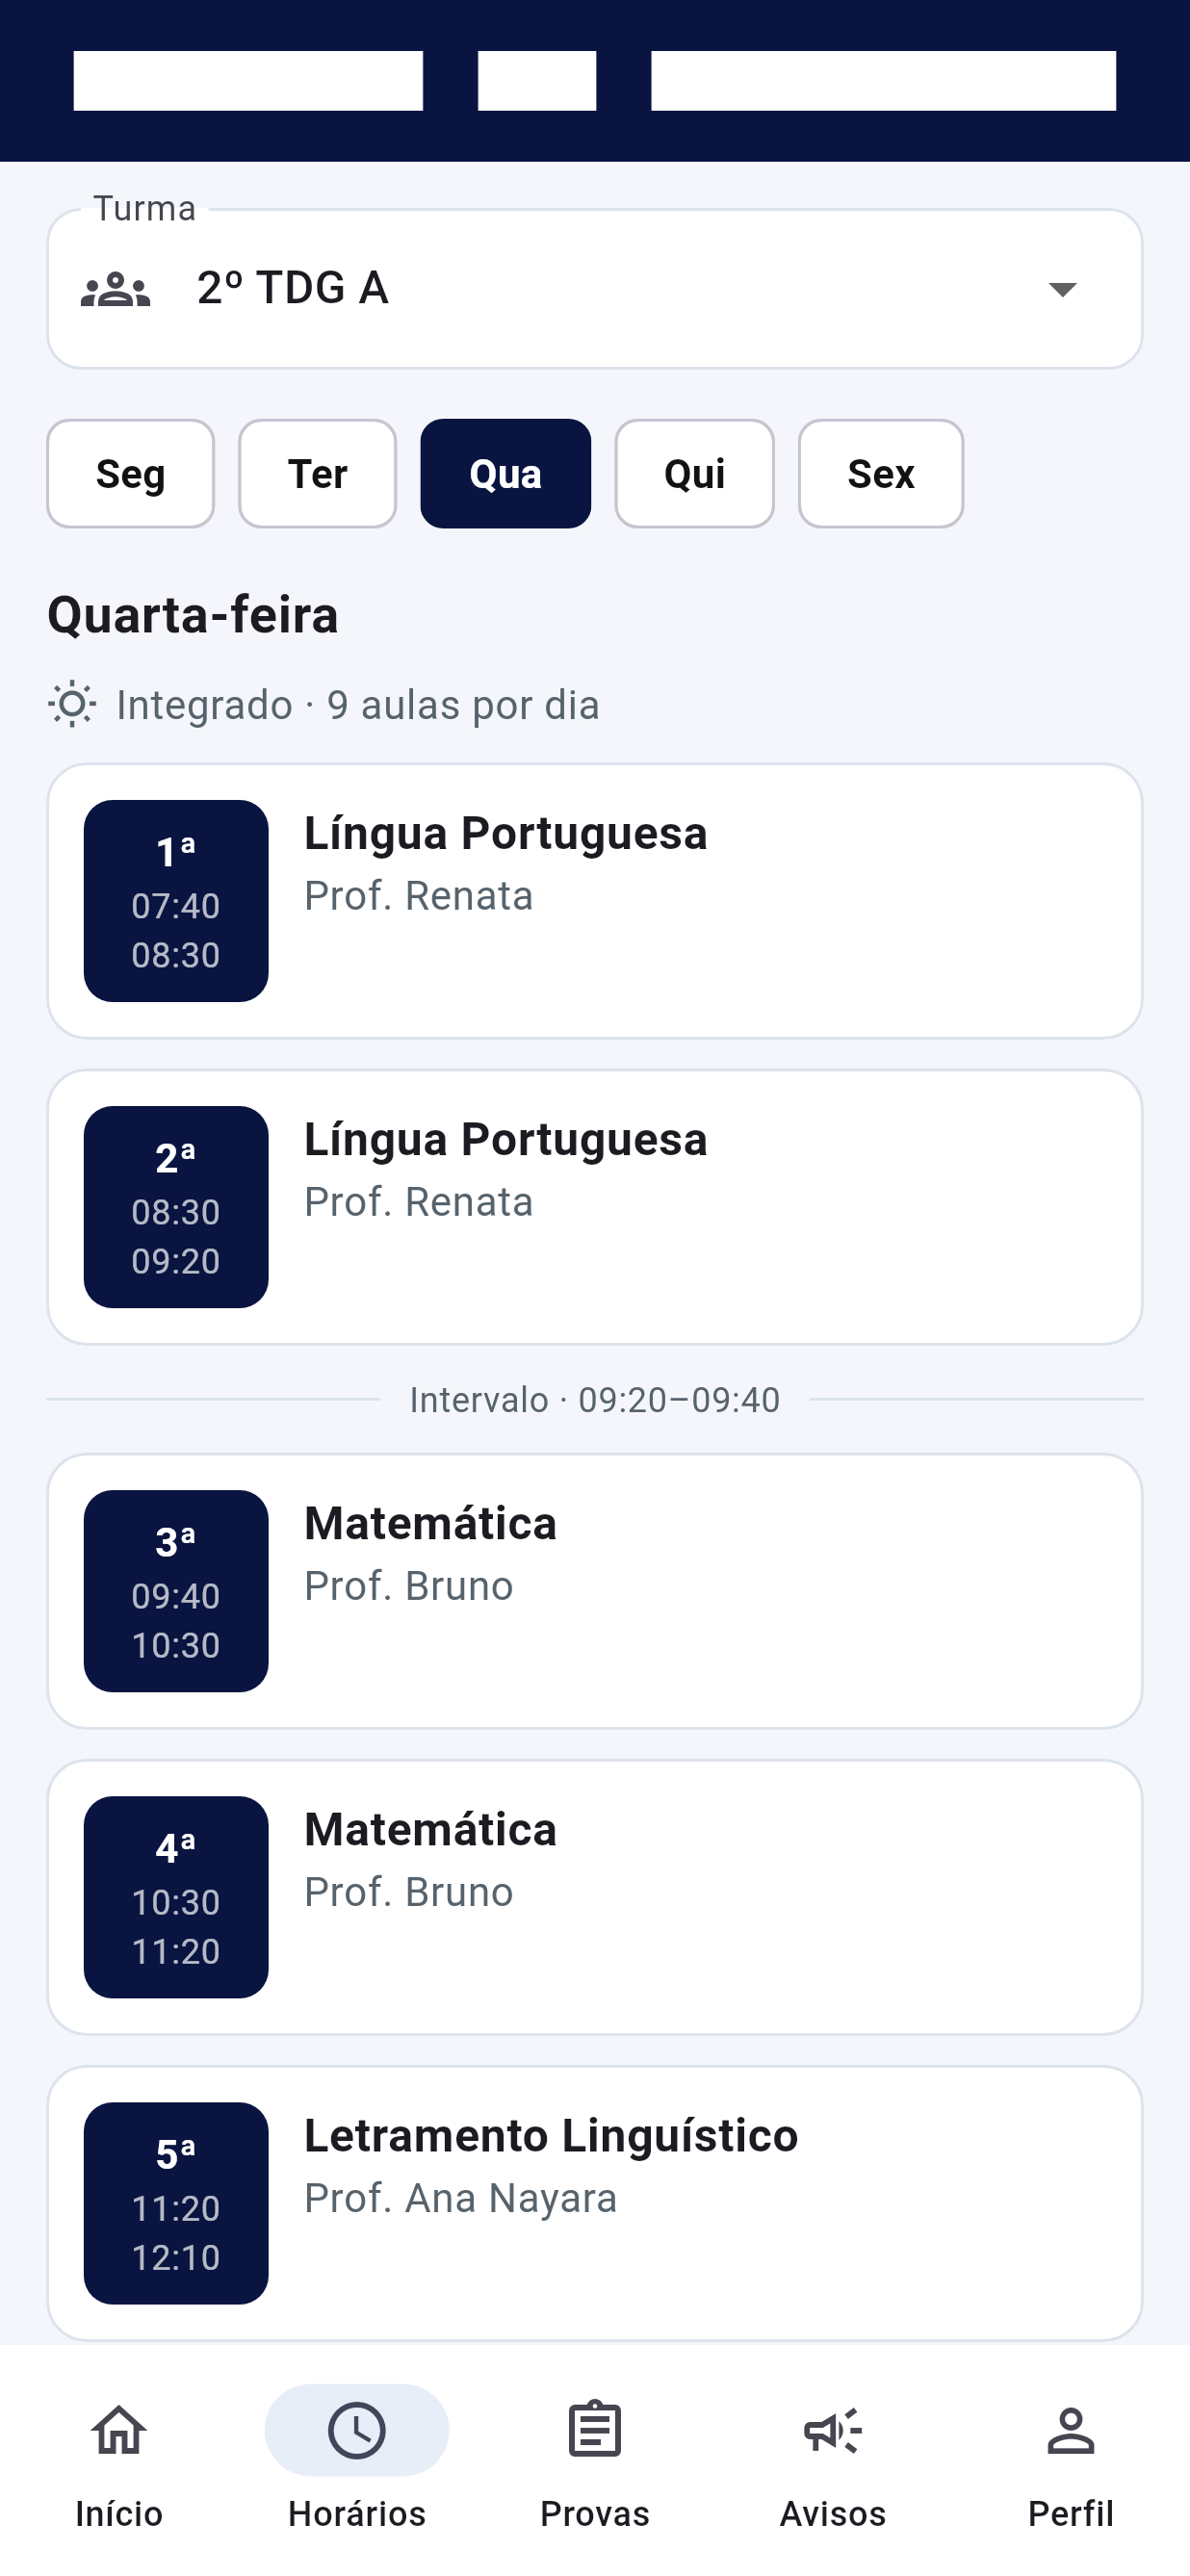 Turma
2º TDG A
Seg Ter Qua Qui Sex
Quarta-feira
Integrado · 9 aulas por dia
1ª
07:40
08:30
Língua Portuguesa
Prof. Renata
2ª
08:30
09:20
Língua Portuguesa
Prof. Renata
Intervalo · 09:20–09:40
3ª
09:40
10:30
Matemática
Prof. Bruno
4ª
10:30
11:20
Matemática
Prof. Bruno
5ª
11:20
12:10
Letramento Linguístico
Prof. Ana Nayara
Início Horários Provas Avisos Perfil